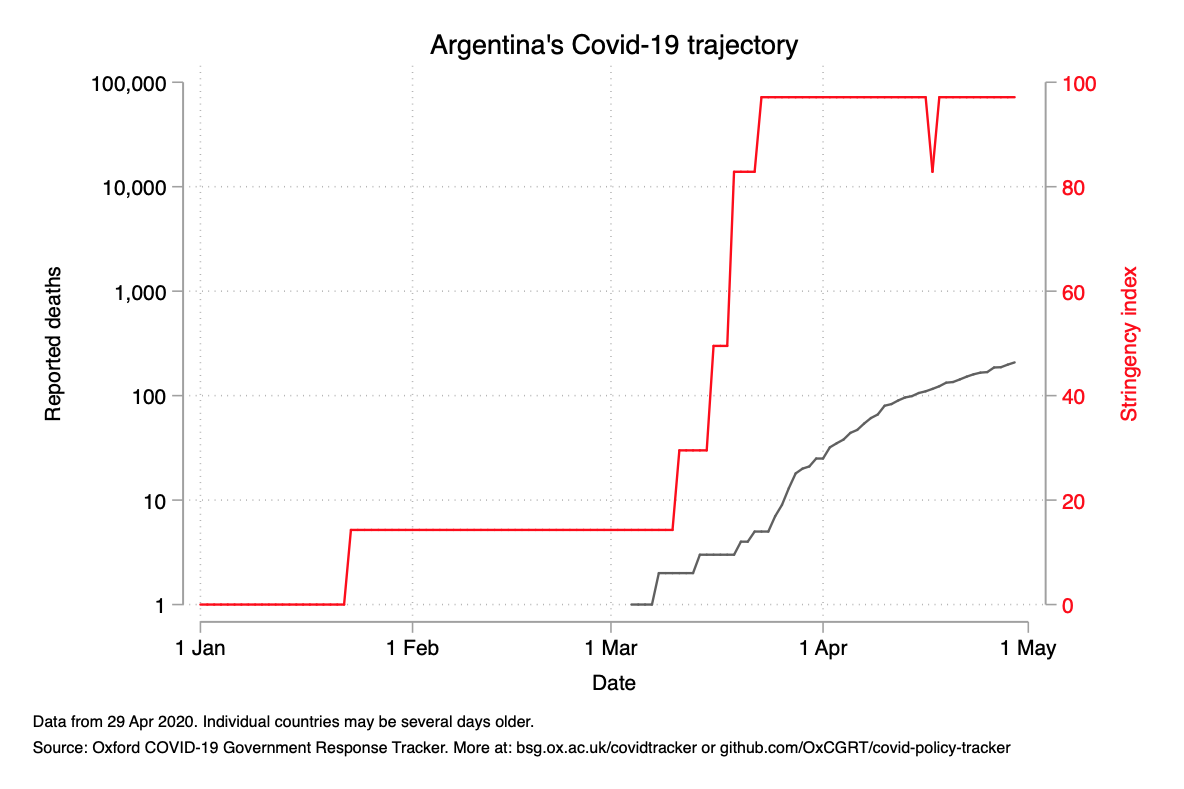 Argentina's Covid-19 trajectory
100,000
10,000
1,000
100
10
1
Reported deaths
100
80
60
40
20
0
Stringency index
1 Jan
1 Feb
1 Mar
1 Apr
1 May
Date
Data from 29 Apr 2020. Individual countries may be several days older.
Source: Oxford COVID-19 Government Response Tracker. More at: bsg.ox.ac.uk/covidtracker or github.com/OxCGRT/covid-policy-tracker